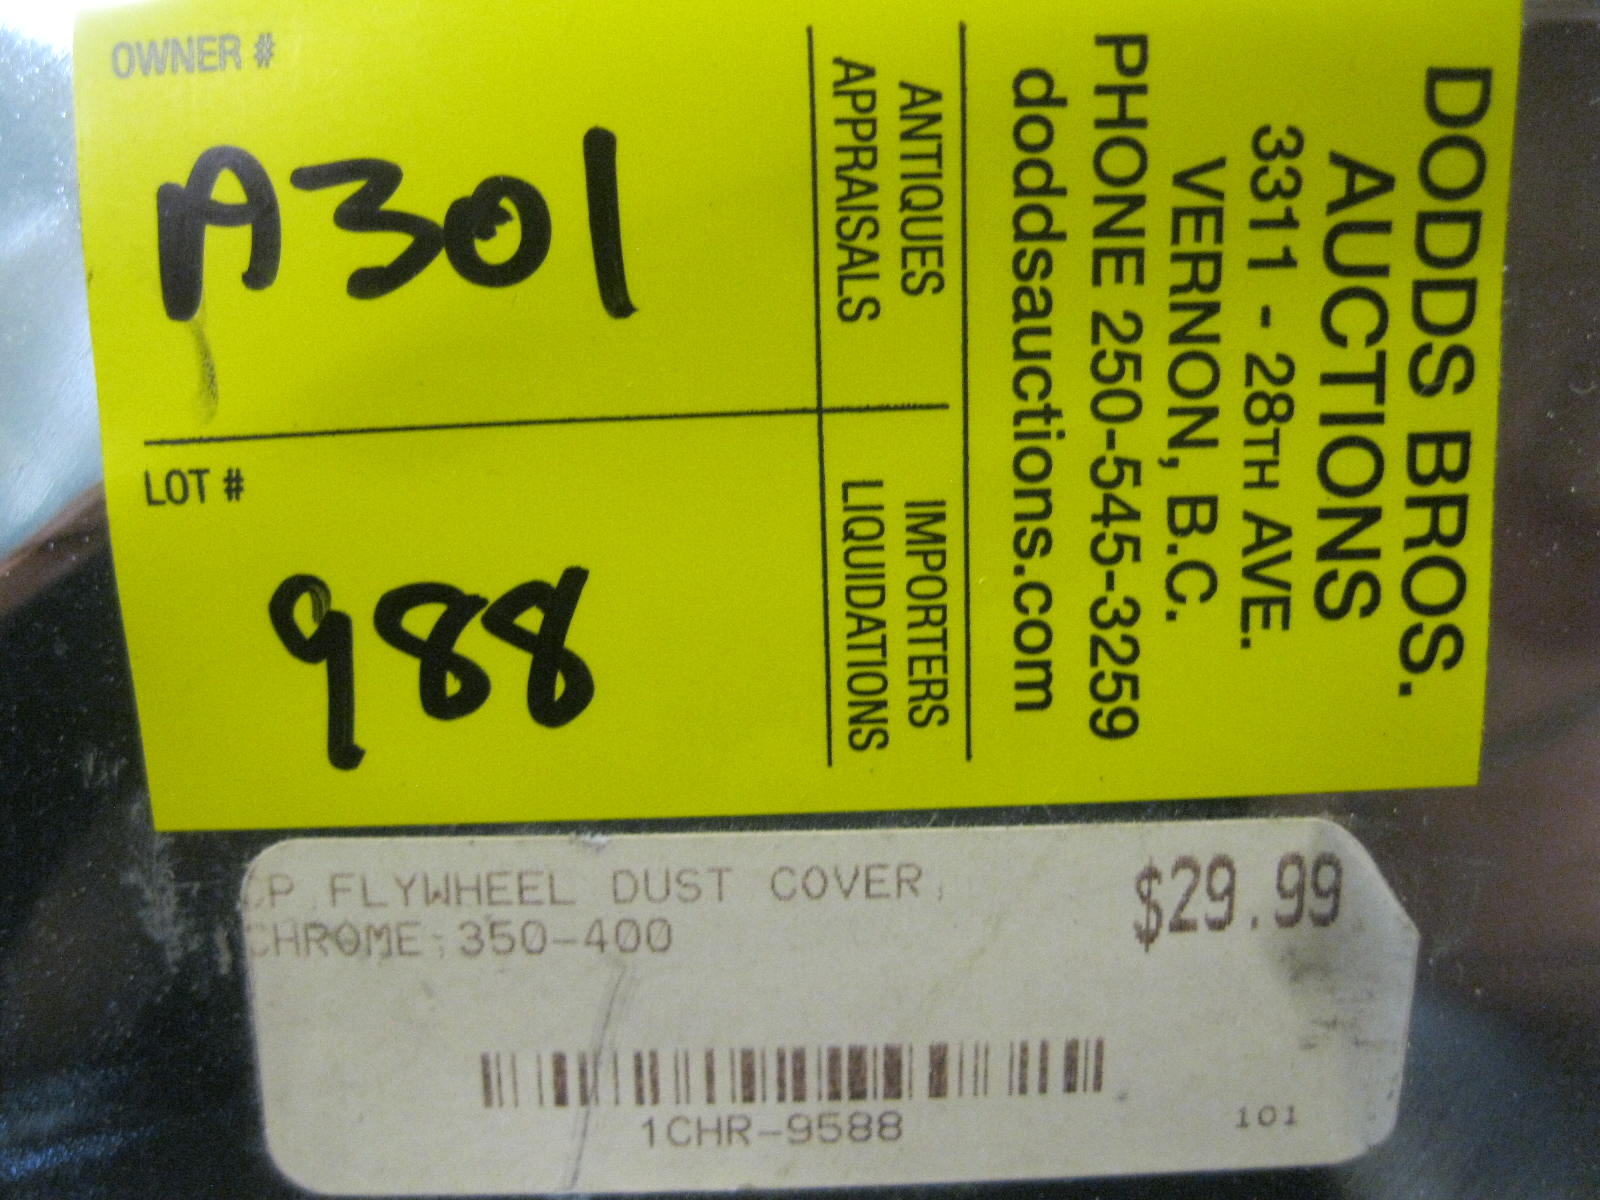 DODDS BROS.
AUCTIONS
3311 - 28TH AVE.
VERNON, B.C.
PHONE 250-545-3259
doddsauctions.com
ANTIQUES
APPRAISALS
IMPORTERS
LIQUIDATIONS
OWNER #
A301
LOT #
988
CP FLYWHEEL DUST COVER,
$29.99
CHROME, 350-400
1CHR-9588
101